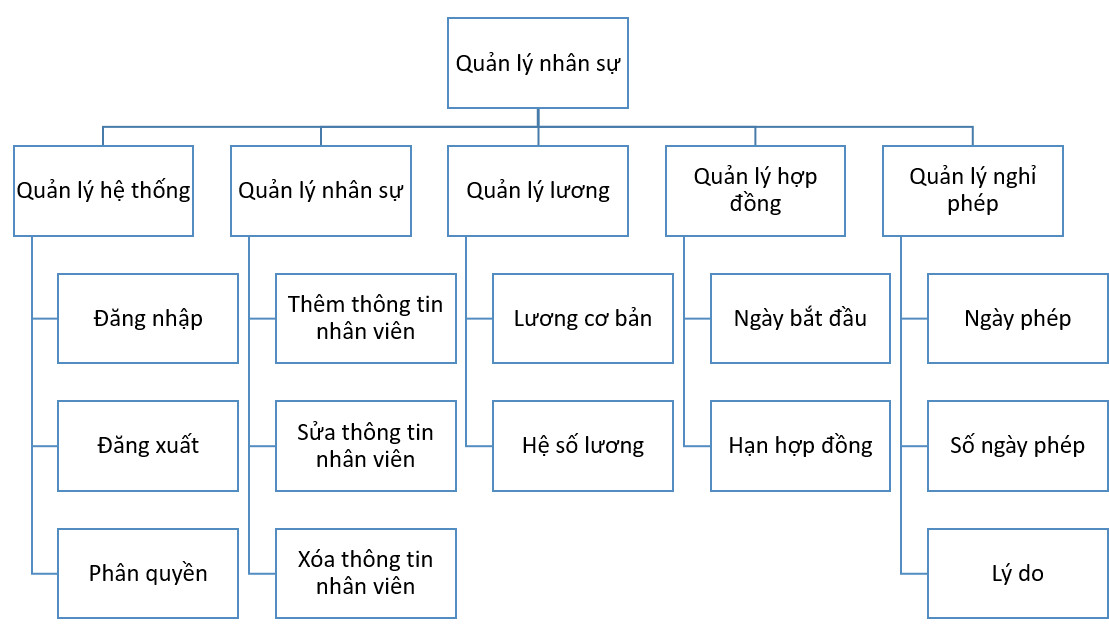 Quản lý nhân sự
Quản lý hệ thống
Quản lý nhân sự
Quản lý lương
Quản lý hợp
đồng
Quản lý nghỉ
phép
Đăng nhập
Thêm thông tin
nhân viên
Lương cơ bản
Ngày bắt đầu
Ngày phép
Đăng xuất
Sửa thông tin
nhân viên
Hệ số lương
Hạn hợp đồng
Số ngày phép
Phân quyền
Xóa thông tin
nhân viên
Lý do